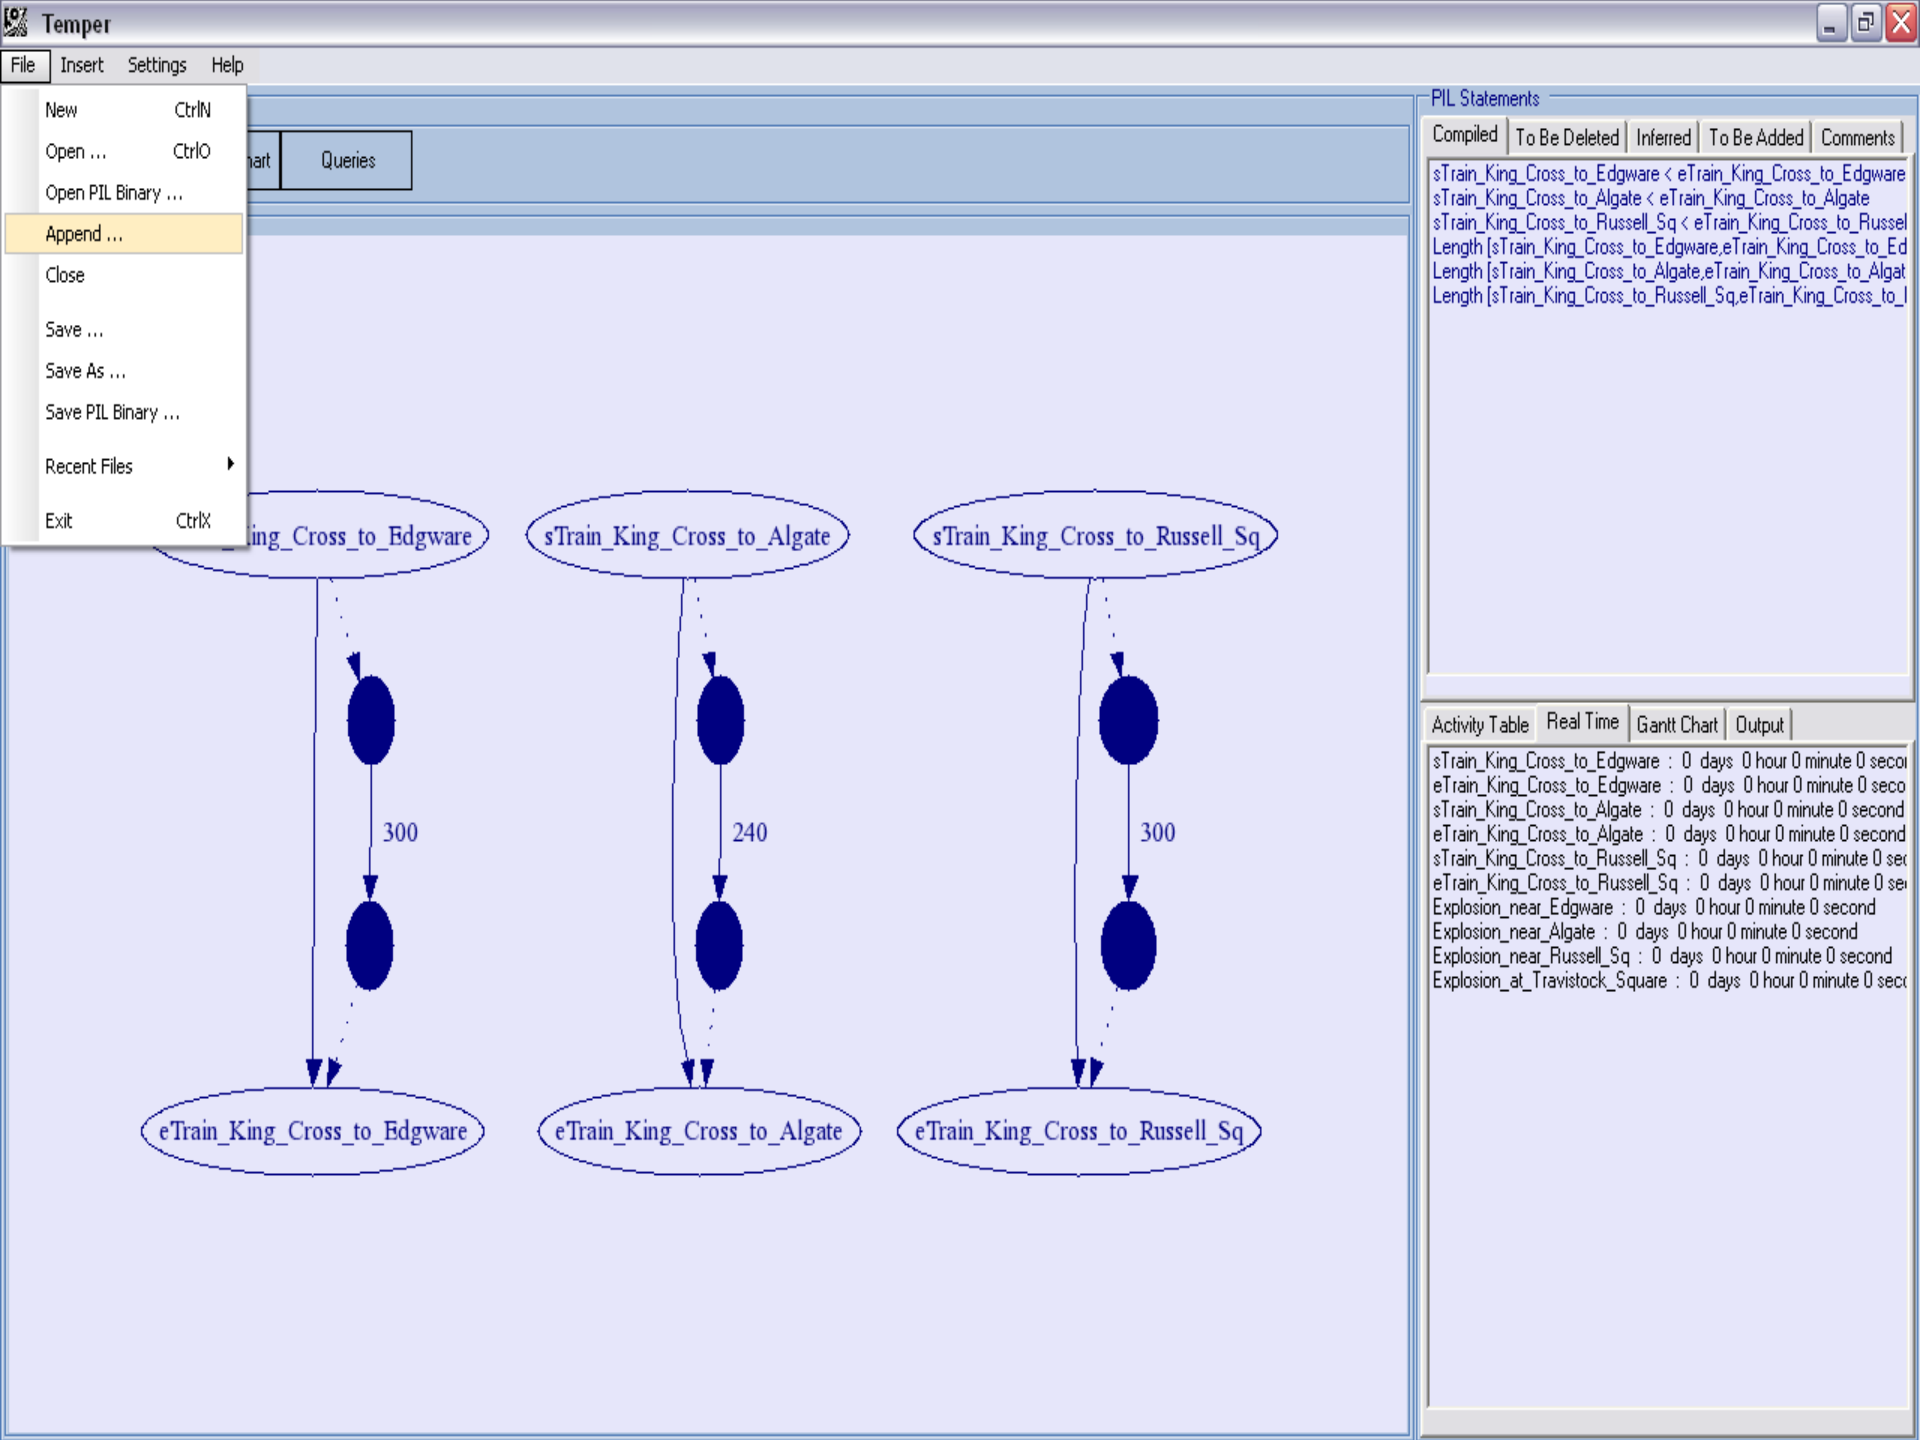 Temper
File Insert Settings Help
New CtrlN
Open ... CtrlO
Open PIL Binary ...
Append ...
Close
Save ...
Save As ...
Save PIL Binary ...
Recent Files
Exit CtrlX
Queries
ing_Cross_to_Edgware
sTrain_King_Cross_to_Algate
sTrain_King_Cross_to_Russell_Sq
300
240
300
eTrain_King_Cross_to_Edgware
eTrain_King_Cross_to_Algate
eTrain_King_Cross_to_Russell_Sq
PIL Statements
Compiled To Be Deleted Inferred To Be Added Comments
sTrain_King_Cross_to_Edgware < eTrain_King_Cross_to_Edgware
sTrain_King_Cross_to_Algate < eTrain_King_Cross_to_Algate
sTrain_King_Cross_to_Russell_Sq < eTrain_King_Cross_to_Russel
Length [sTrain_King_Cross_to_Edgware,eTrain_King_Cross_to_Ed
Length [sTrain_King_Cross_to_Algate,eTrain_King_Cross_to_Algat
Length [sTrain_King_Cross_to_Russell_Sq,eTrain_King_Cross_to_
Activity Table Real Time Gantt Chart Output
sTrain_King_Cross_to_Edgware : 0 days 0 hour 0 minute 0 seco
eTrain_King_Cross_to_Edgware : 0 days 0 hour 0 minute 0 seco
sTrain_King_Cross_to_Algate : 0 days 0 hour 0 minute 0 second
eTrain_King_Cross_to_Algate : 0 days 0 hour 0 minute 0 second
sTrain_King_Cross_to_Russell_Sq : 0 days 0 hour 0 minute 0 sec
eTrain_King_Cross_to_Russell_Sq : 0 days 0 hour 0 minute 0 se
Explosion_near_Edgware : 0 days 0 hour 0 minute 0 second
Explosion_near_Algate : 0 days 0 hour 0 minute 0 second
Explosion_near_Russell_Sq : 0 days 0 hour 0 minute 0 second
Explosion_at_Travistock_Square : 0 days 0 hour 0 minute 0 sec